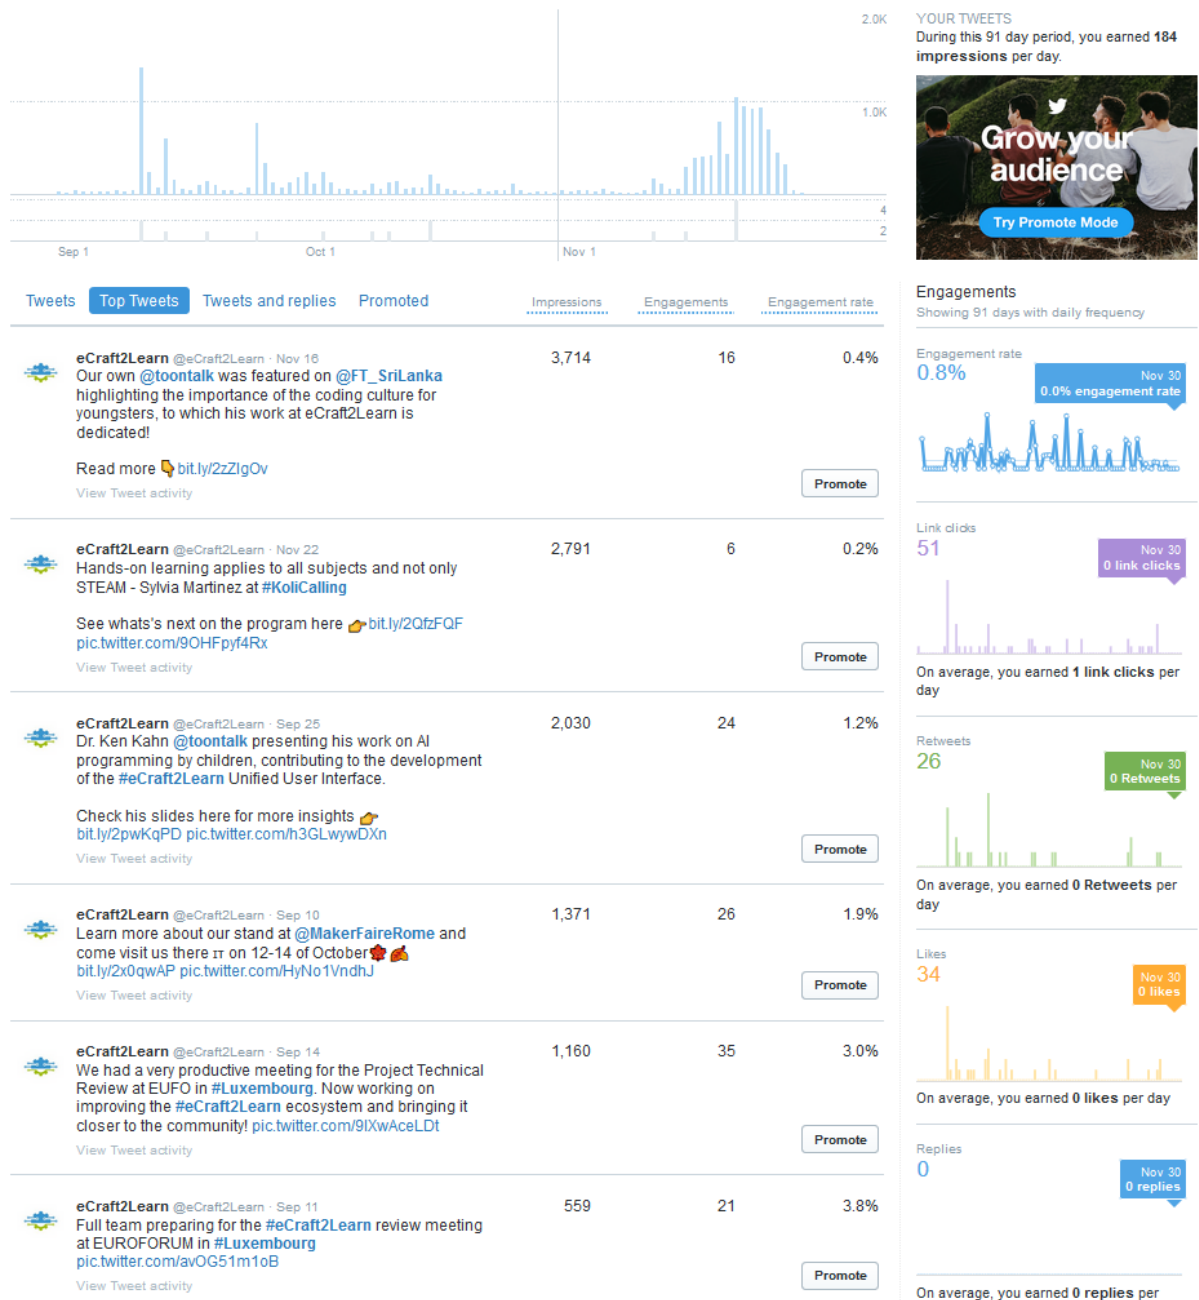 2.0K
1.0K
4
2
Sep 1
Oct 1
Nov 1
YOUR TWEETS
During this 91 day period, you earned 184
impressions per day.
Grow your
audience
Try Promote Mode
Tweets Top Tweets Tweets and replies Promoted Impressions Engagements Engagement rate
eCraft2Learn @eCraft2Learn · Nov 16 3,714 16 0.4%
Our own @toontalk was featured on @FT_SriLanka
highlighting the importance of the coding culture for
youngsters, to which his work at eCraft2Learn is
dedicated!
Read more 👇 bit.ly/2zZIgOv
View Tweet activity
Promote
eCraft2Learn @eCraft2Learn · Nov 22 2,791 6 0.2%
Hands-on learning applies to all subjects and not only
STEAM - Sylvia Martinez at #KoliCalling
See whats's next on the program here 👉 bit.ly/2QfzFQF
pic.twitter.com/9OHFpyf4Rx
View Tweet activity
Promote
eCraft2Learn @eCraft2Learn · Sep 25 2,030 24 1.2%
Dr. Ken Kahn @toontalk presenting his work on AI
programming by children, contributing to the development
of the #eCraft2Learn Unified User Interface.
Check his slides here for more insights 👉
bit.ly/2pwKqPD pic.twitter.com/h3GLwywDXn
View Tweet activity
Promote
eCraft2Learn @eCraft2Learn · Sep 10 1,371 26 1.9%
Learn more about our stand at @MakerFaireRome and
come visit us there IT on 12-14 of October🍁 🍂
bit.ly/2x0qwAP pic.twitter.com/HyNo1VndhJ
View Tweet activity
Promote
eCraft2Learn @eCraft2Learn · Sep 14 1,160 35 3.0%
We had a very productive meeting for the Project Technical
Review at EUFO in #Luxembourg. Now working on
improving the #eCraft2Learn ecosystem and bringing it
closer to the community! pic.twitter.com/9IXwAceLDt
View Tweet activity
Promote
eCraft2Learn @eCraft2Learn · Sep 11 559 21 3.8%
Full team preparing for the #eCraft2Learn review meeting
at EUROFORUM in #Luxembourg
pic.twitter.com/avOG51m1oB
View Tweet activity
Promote
Engagements
Showing 91 days with daily frequency
Engagement rate
0.8%
Nov 30
0.0% engagement rate
Link clicks
51
Nov 30
0 link clicks
On average, you earned 1 link clicks per
day
Retweets
26
Nov 30
0 Retweets
On average, you earned 0 Retweets per
day
Likes
34
Nov 30
0 likes
On average, you earned 0 likes per day
Replies
0
Nov 30
0 replies
On average, you earned 0 replies per